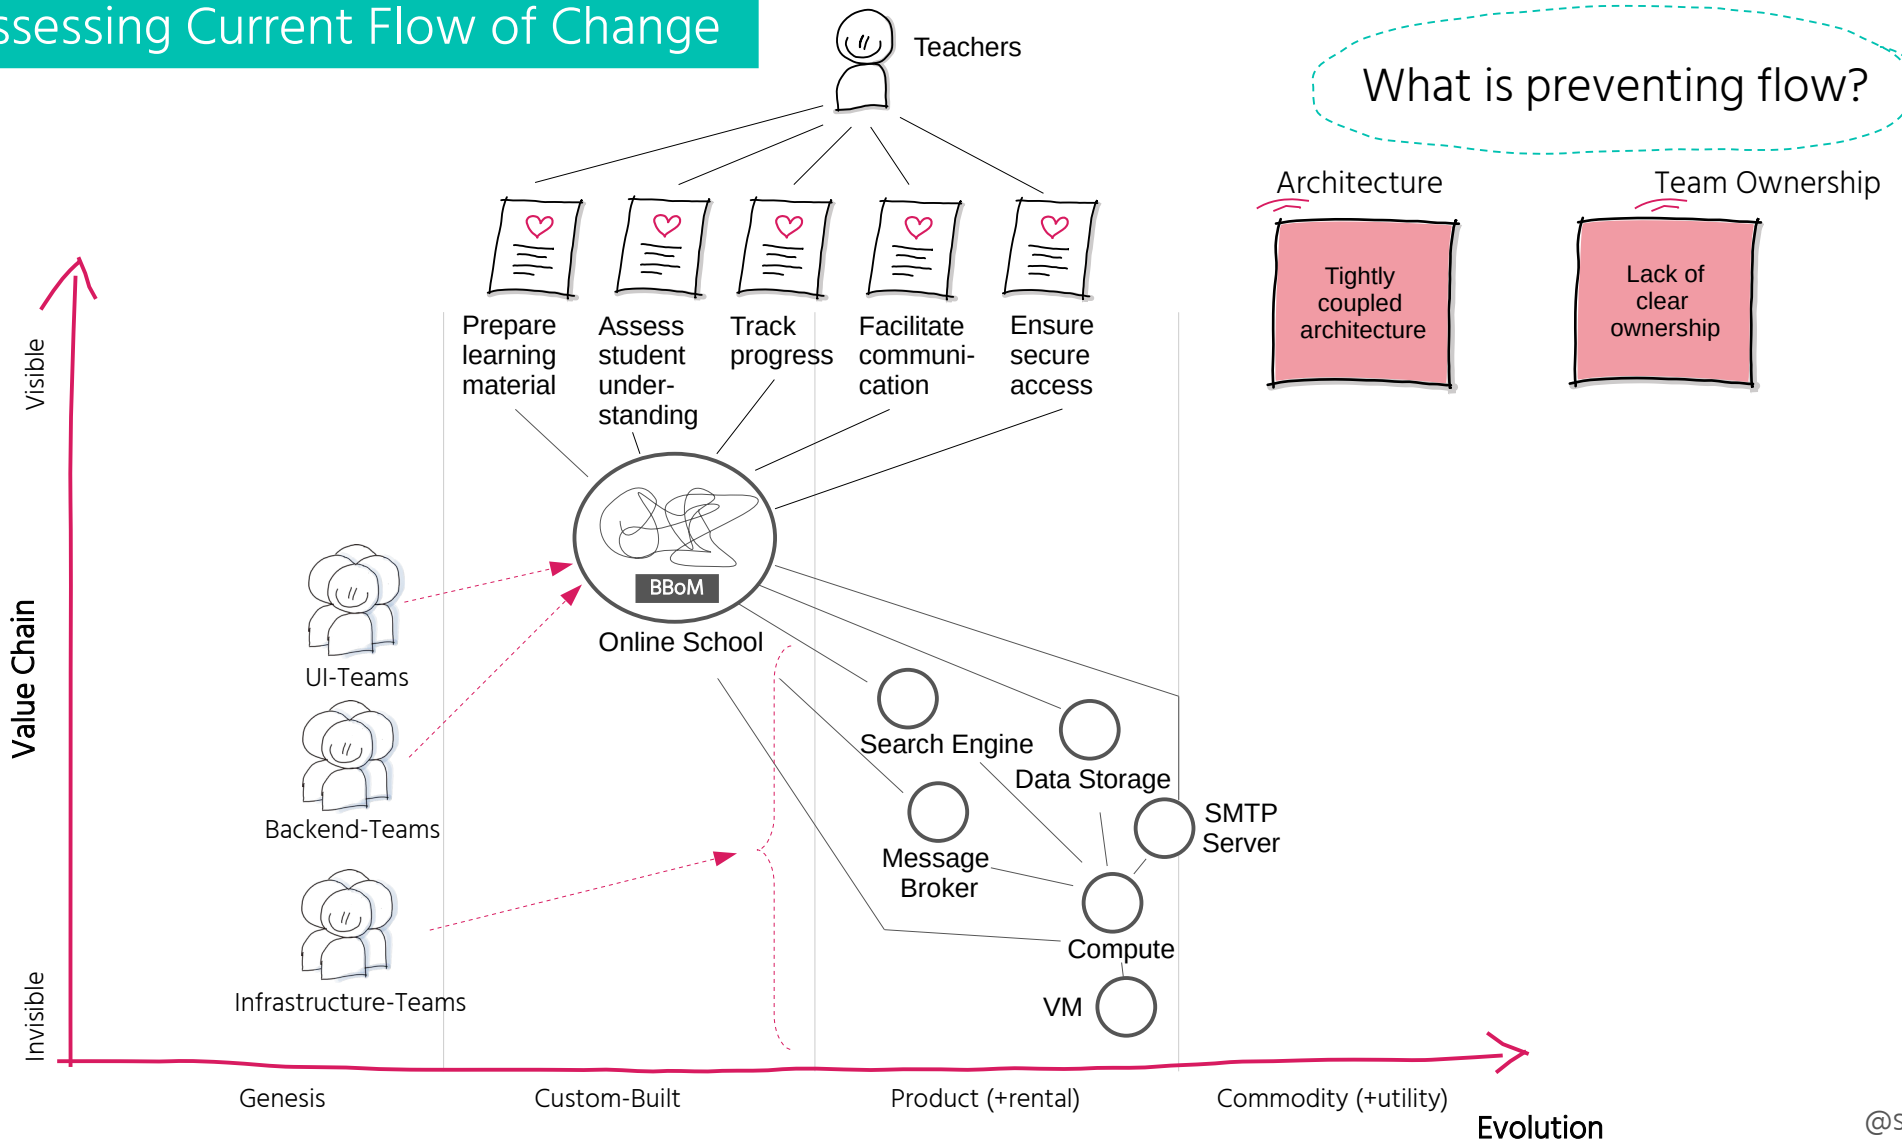 ssessing Current Flow of Change
Teachers
What is preventing flow?
Architecture
Team Ownership
Tightly
coupled
architecture
Lack of
clear
ownership
Prepare
learning
material
Assess
student
under-
standing
Track
progress
Facilitate
communi-
cation
Ensure
secure
access
Visible
Value Chain
Invisible
BBoM
Online School
UI-Teams
Backend-Teams
Infrastructure-Teams
Search Engine
Data Storage
SMTP
Server
Message
Broker
Compute
VM
Genesis
Custom-Built
Product (+rental)
Commodity (+utility)
Evolution